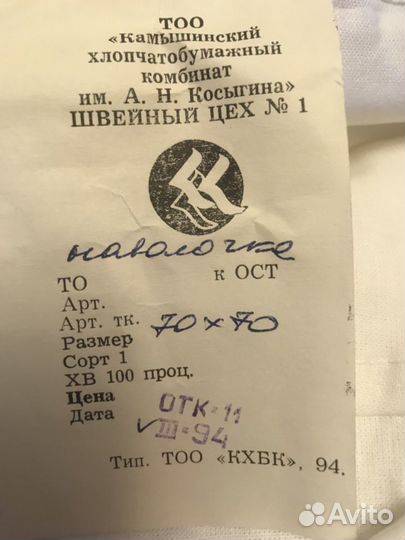 ТОО
«Камышинский
хлопчатобумажный
комбинат
им. А. Н. Косыгина»
ШВЕЙНЫЙ ЦЕХ № 1
наволочка
ТО к ОСТ
Арт.
Арт. тк. 70×70
Размер
Сорт 1
ХВ 100 проц.
Цена ОТК-11
Дата III-94
Тип. ТОО «КХБК», 94.
Avito